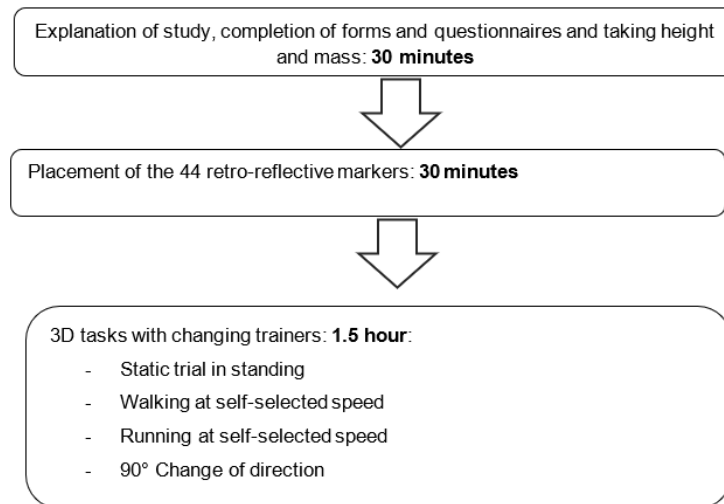 Explanation of study, completion of forms and questionnaires and taking height
and mass: 30 minutes
Placement of the 44 retro-reflective markers: 30 minutes
3D tasks with changing trainers: 1.5 hour:
- Static trial in standing
- Walking at self-selected speed
- Running at self-selected speed
- 90° Change of direction